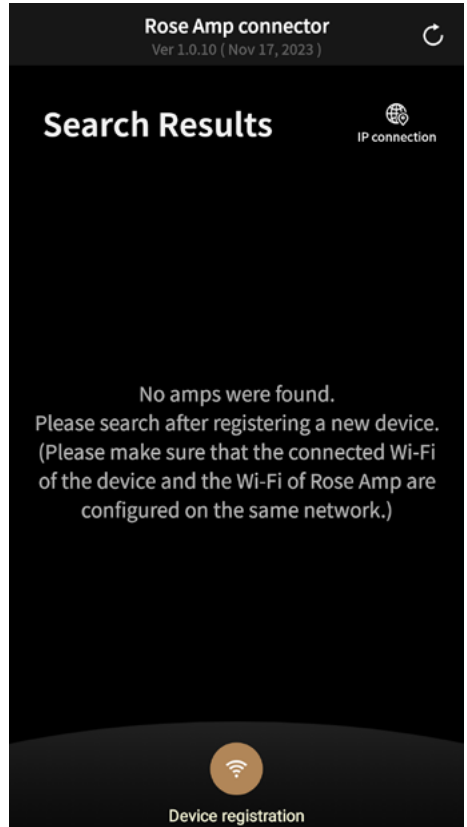 Rose Amp connector
Ver 1.0.10 ( Nov 17, 2023 )
Search Results
IP connection
No amps were found.
Please search after registering a new device.
(Please make sure that the connected Wi-Fi
of the device and the Wi-Fi of Rose Amp are
configured on the same network.)
Device registration